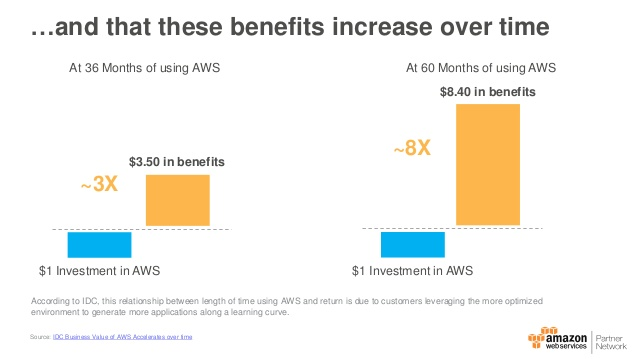 …and that these benefits increase over time
At 36 Months of using AWS
At 60 Months of using AWS
$8.40 in benefits
~8X
$3.50 in benefits
~3X
$1 Investment in AWS
$1 Investment in AWS
According to IDC, this relationship between length of time using AWS and return is due to customers leveraging the more optimized
environment to generate more applications along a learning curve.
Source: IDC Business Value of AWS Accelerates over time
amazon
web services
Partner
Network